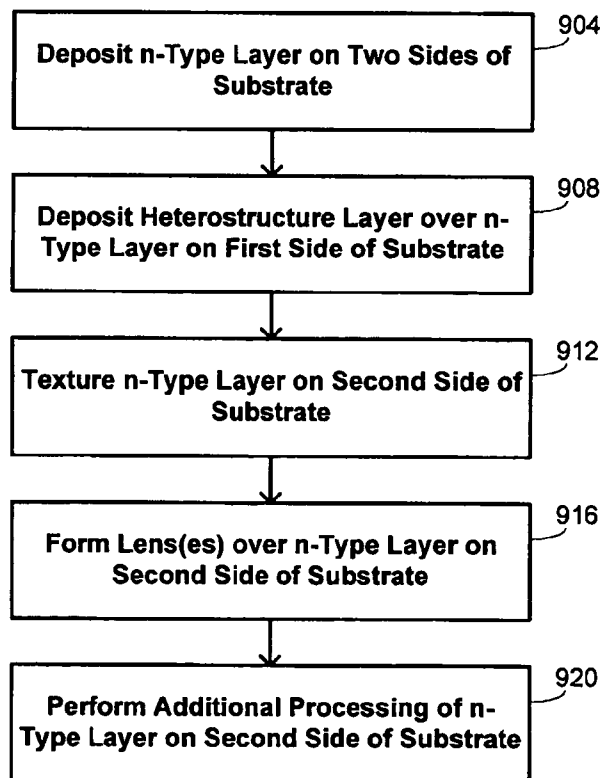 904
Deposit n-Type Layer on Two Sides of
Substrate
908
Deposit Heterostructure Layer over n-
Type Layer on First Side of Substrate
912
Texture n-Type Layer on Second Side of
Substrate
916
Form Lens(es) over n-Type Layer on
Second Side of Substrate
920
Perform Additional Processing of n-
Type Layer on Second Side of Substrate